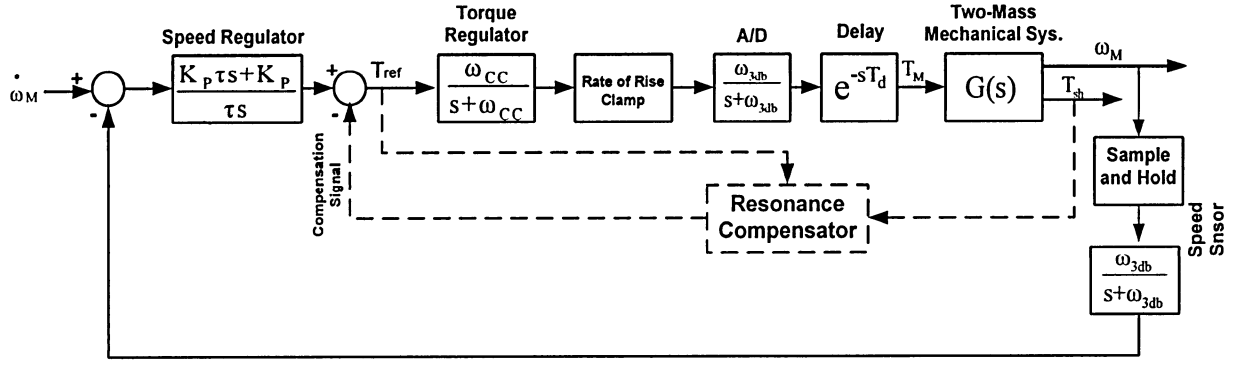 Speed Regulator
Torque
Regulator
A/D
Delay
Two-Mass
Mechanical Sys.
ω̇M
+
-
KPτs+KP
τs
+
-
Tref
ωCC
s+ωCC
Rate of Rise
Clamp
ω3db
s+ω3db
e-sTd
TM
G(s)
ωM
Tsh
Compensation
Signal
Resonance
Compensator
Sample
and Hold
Speed
Snsor
ω3db
s+ω3db